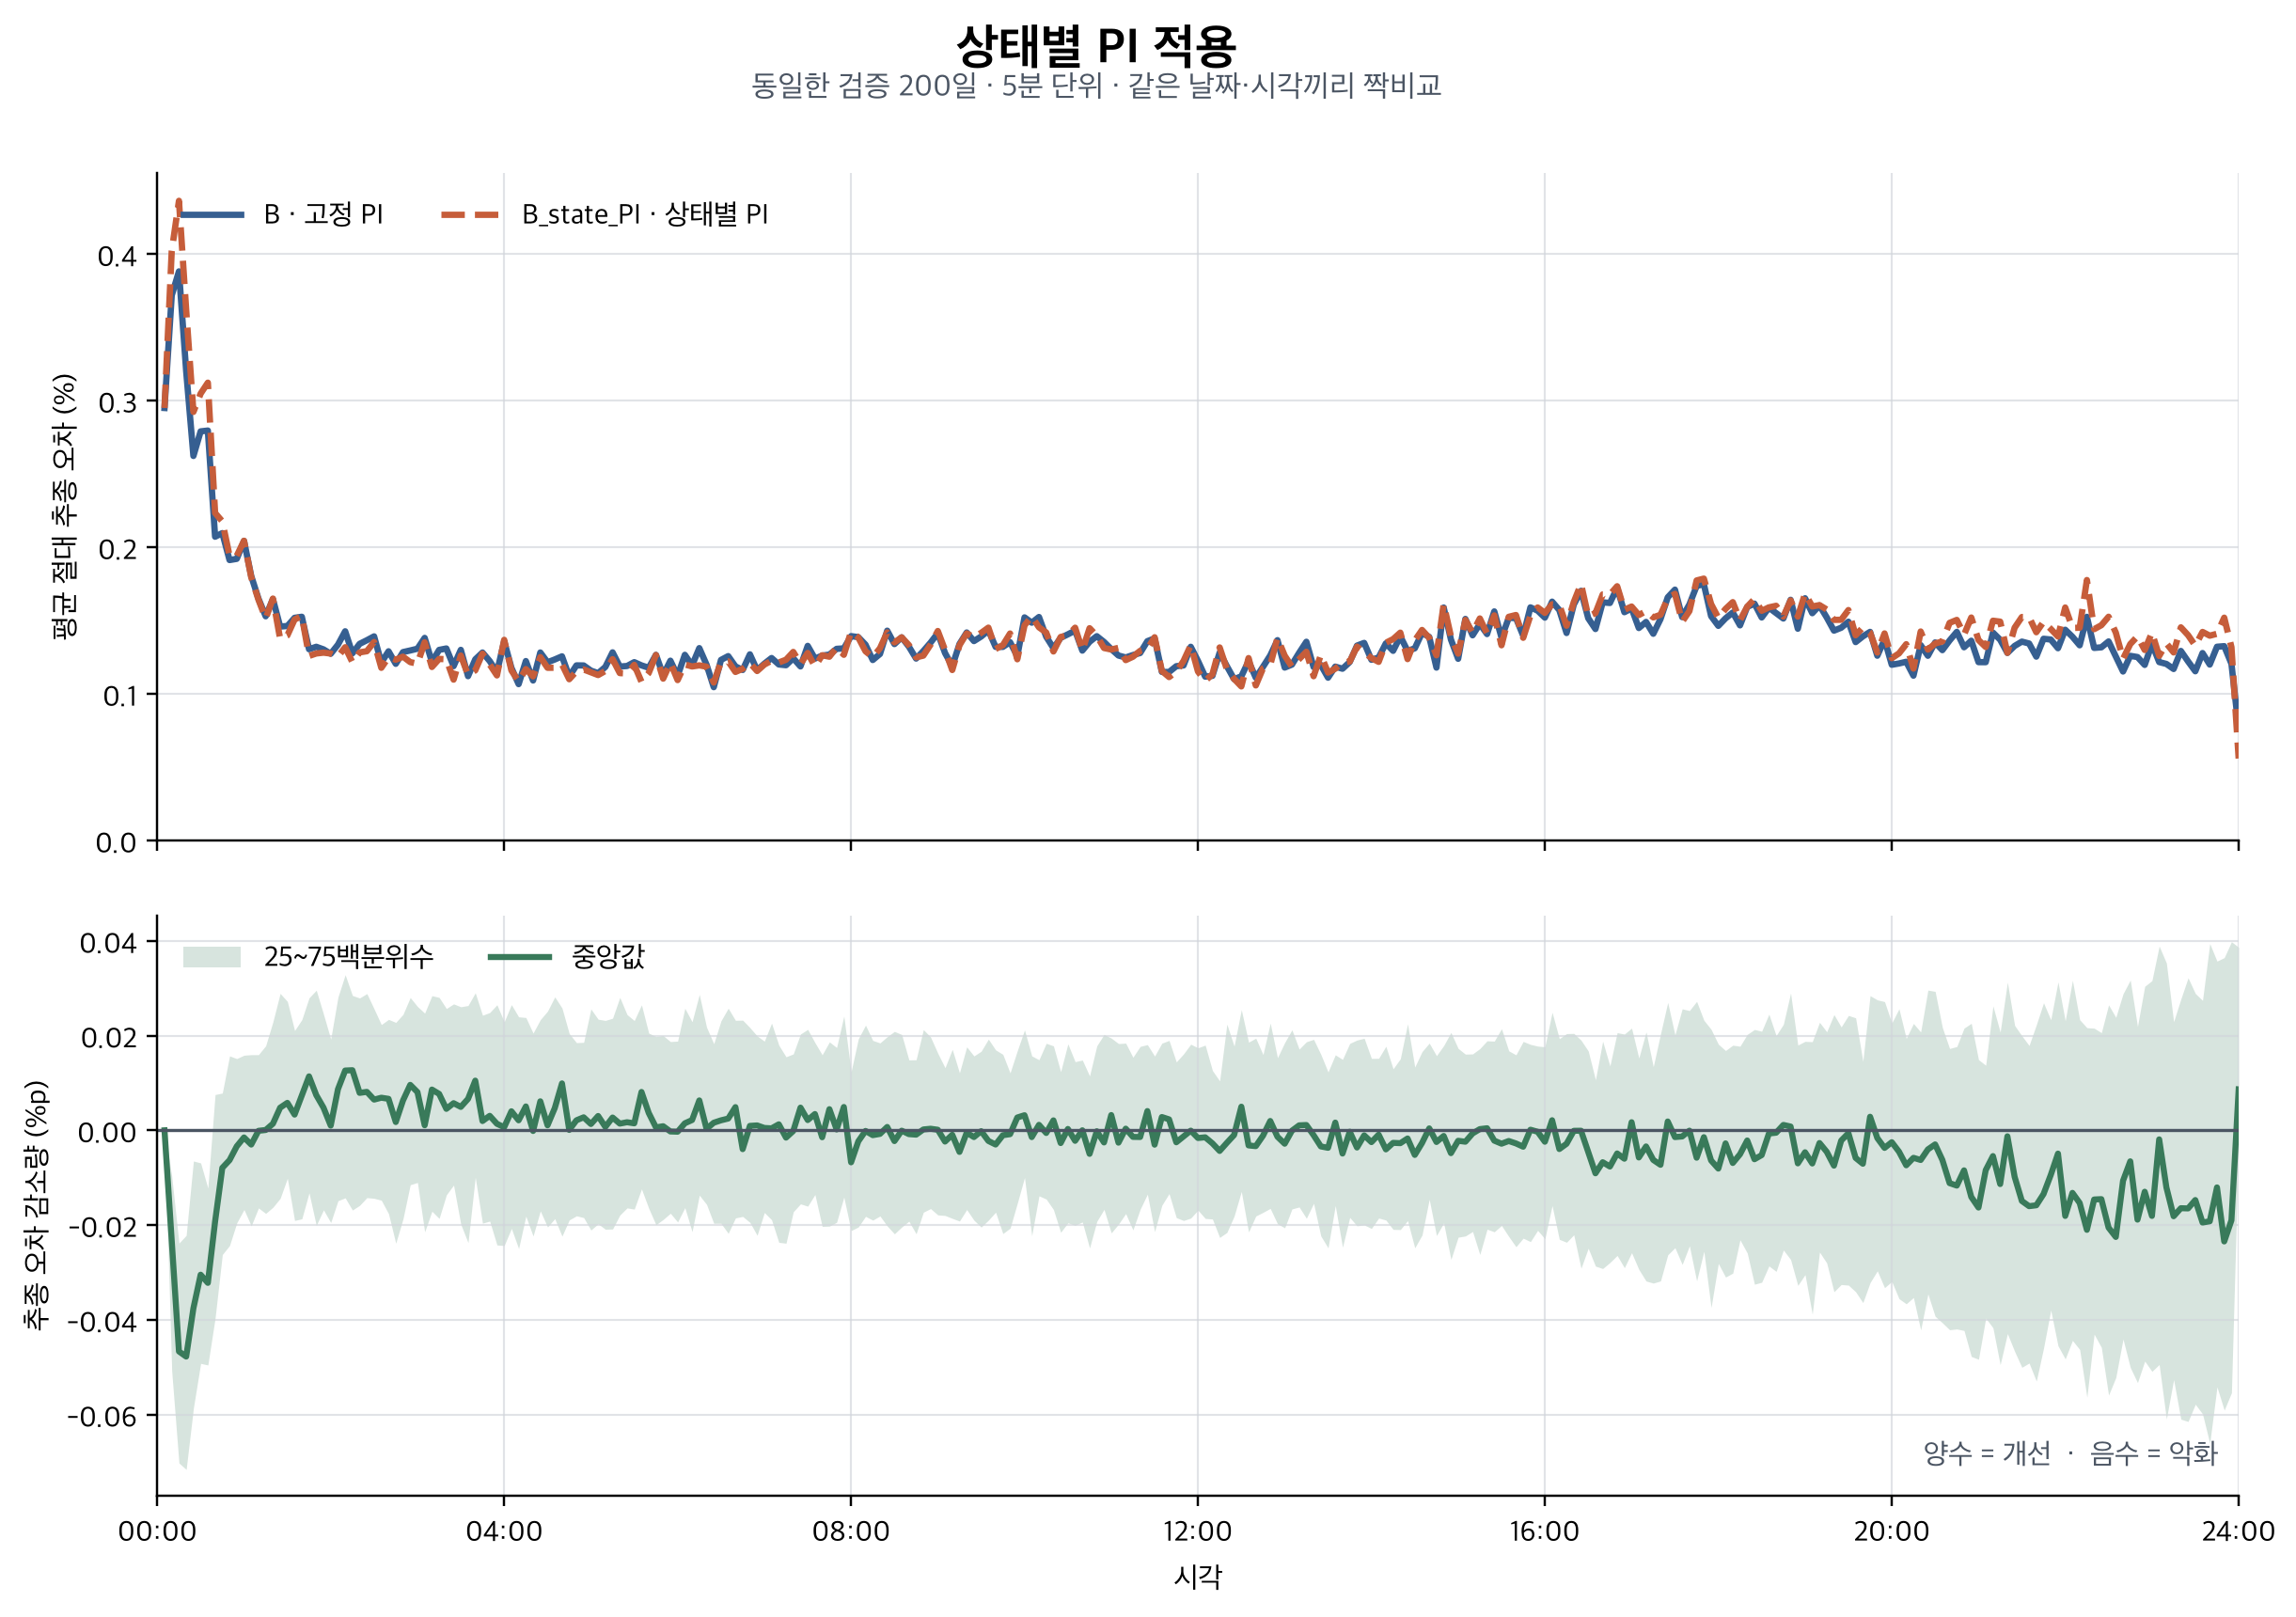 상태별 PI 적용
동일한 검증 200일 · 5분 단위 · 같은 날짜·시각끼리 짝비교
B · 고정 PI
B_state_PI · 상태별 PI
평균 절대 추종 오차 (%)
0.4
0.3
0.2
0.1
0.0
25~75백분위수
중앙값
추종 오차 감소량 (%p)
0.04
0.02
0.00
-0.02
-0.04
-0.06
양수 = 개선 · 음수 = 악화
00:00 04:00 08:00 12:00 16:00 20:00 24:00
시각